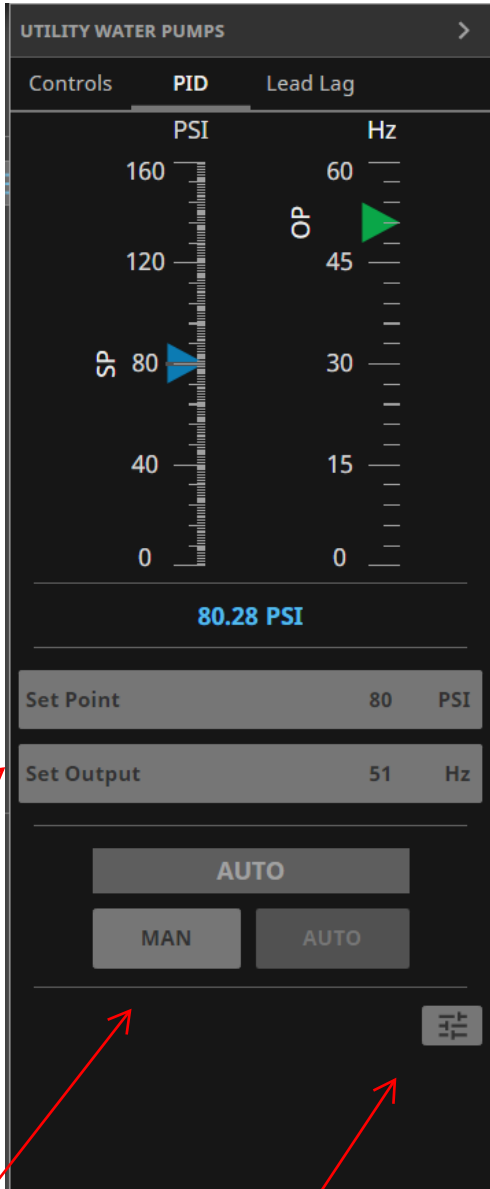 UTILITY WATER PUMPS
Controls PID Lead Lag
PSI Hz
160 60
OP
120 45
SP 80 30
40 15
0 0
80.28 PSI
Set Point 80 PSI
Set Output 51 Hz
AUTO
MAN AUTO